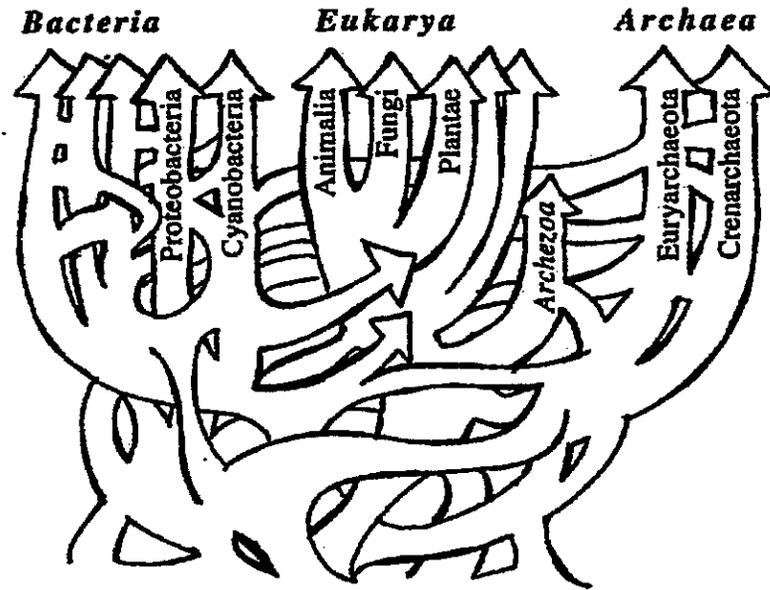 Bacteria Eukarya Archaea
Proteobacteria
Cyanobacteria
Animalia
Fungi
Plantae
Archezoa
Euryarchaeota
Crenarchaeota